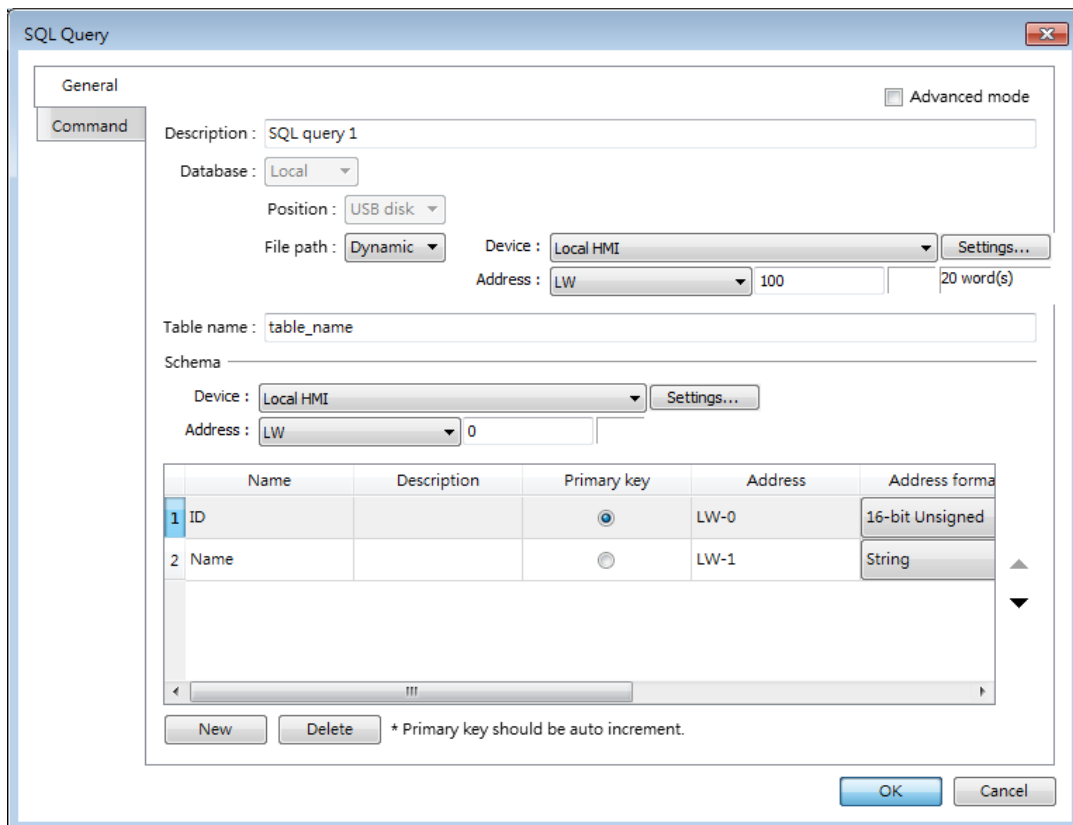 SQL Query
General
Advanced mode
Command
Description : SQL query 1
Database : Local
Position : USB disk
File path : Dynamic Device : Local HMI Settings...
Address : LW 100 20 word(s)
Table name : table_name
Schema
Device : Local HMI Settings...
Address : LW 0
Name Description Primary key Address Address forma
1 ID LW-0 16-bit Unsigned
2 Name LW-1 String
New Delete * Primary key should be auto increment.
OK Cancel